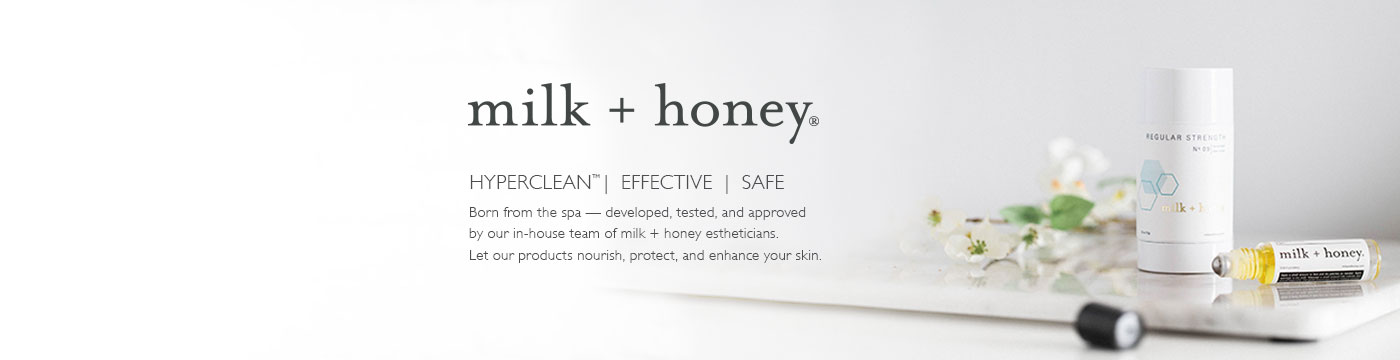 milk + honey®
HYPERCLEAN™ | EFFECTIVE | SAFE
Born from the spa — developed, tested, and approved
by our in-house team of milk + honey estheticians.
Let our products nourish, protect, and enhance your skin.
REGULAR STRENGTH
milk + h
milk + honey.